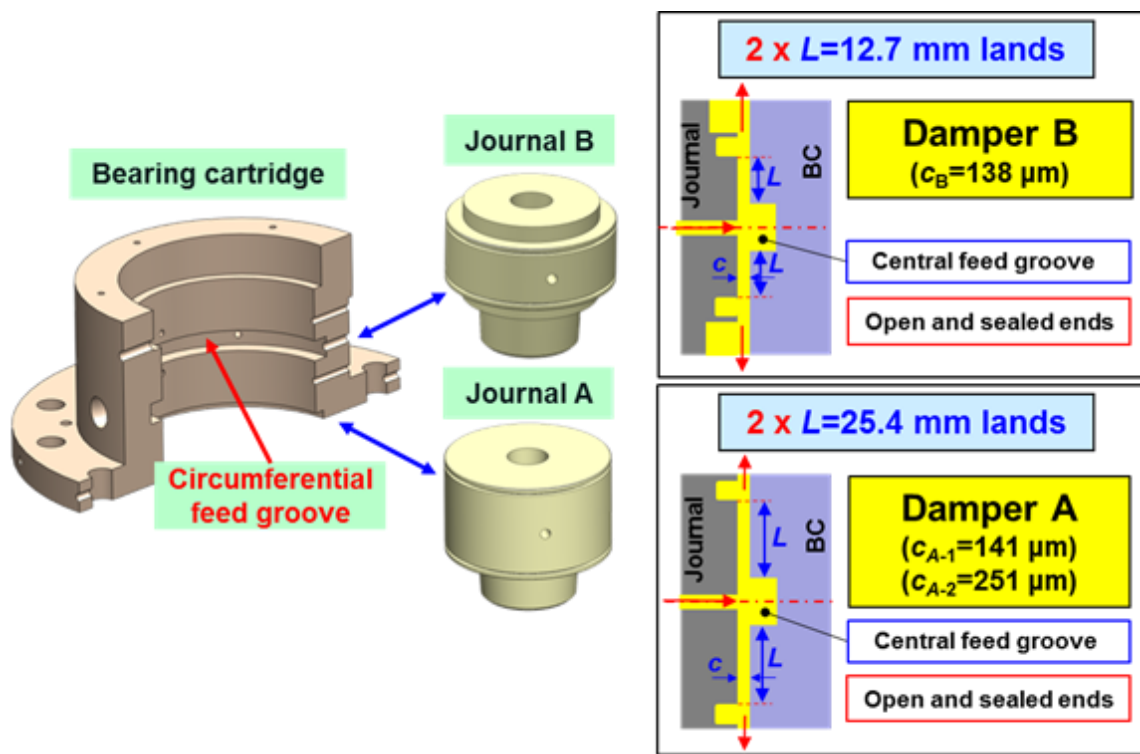 Bearing cartridge
Circumferential
feed groove
Journal B
Journal A
2 x L=12.7 mm lands
Journal
BC
L
L
c
Damper B
(cB=138 µm)
Central feed groove
Open and sealed ends
2 x L=25.4 mm lands
Journal
BC
L
L
c
Damper A
(cA-1=141 µm)
(cA-2=251 µm)
Central feed groove
Open and sealed ends